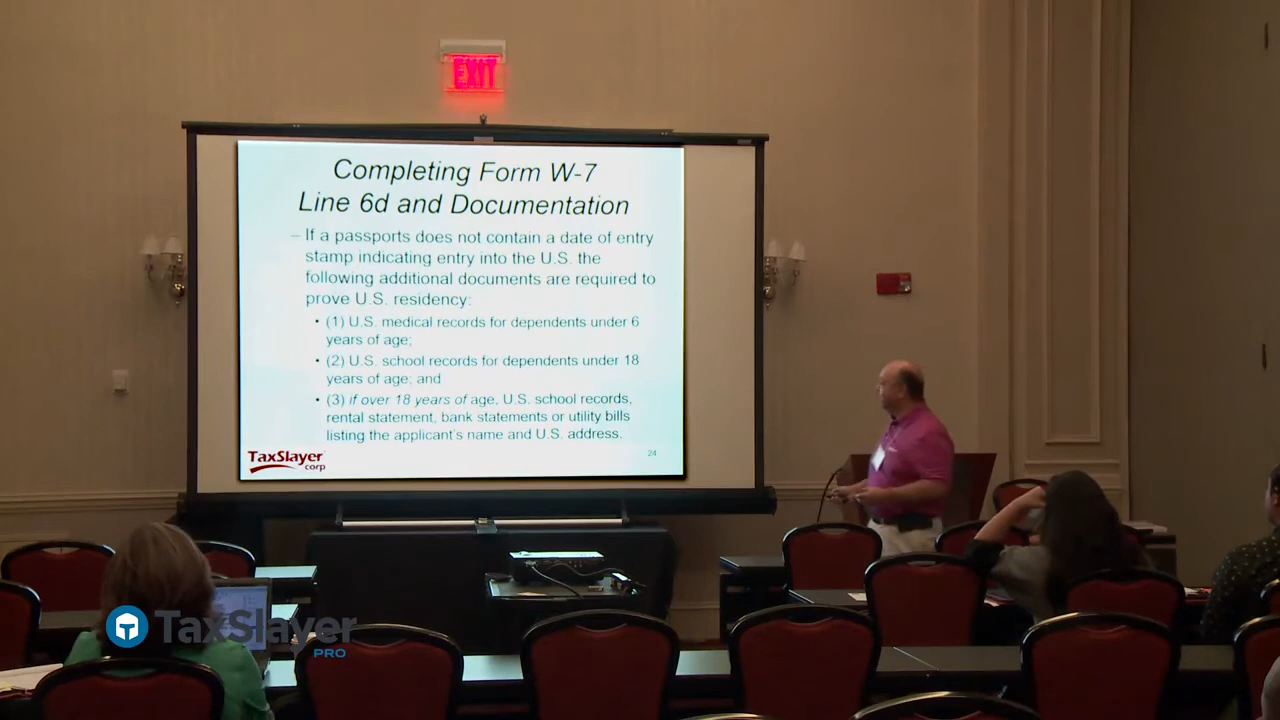 EXIT
Completing Form W-7
Line 6d and Documentation
– If a passports does not contain a date of entry
stamp indicating entry into the U.S. the
following additional documents are required to
prove U.S. residency:
• (1) U.S. medical records for dependents under 6
years of age;
• (2) U.S. school records for dependents under 18
years of age; and
• (3) if over 18 years of age, U.S. school records,
rental statement, bank statements or utility bills
listing the applicant's name and U.S. address.
TaxSlayer
corp
24
TaxSlayer
PRO